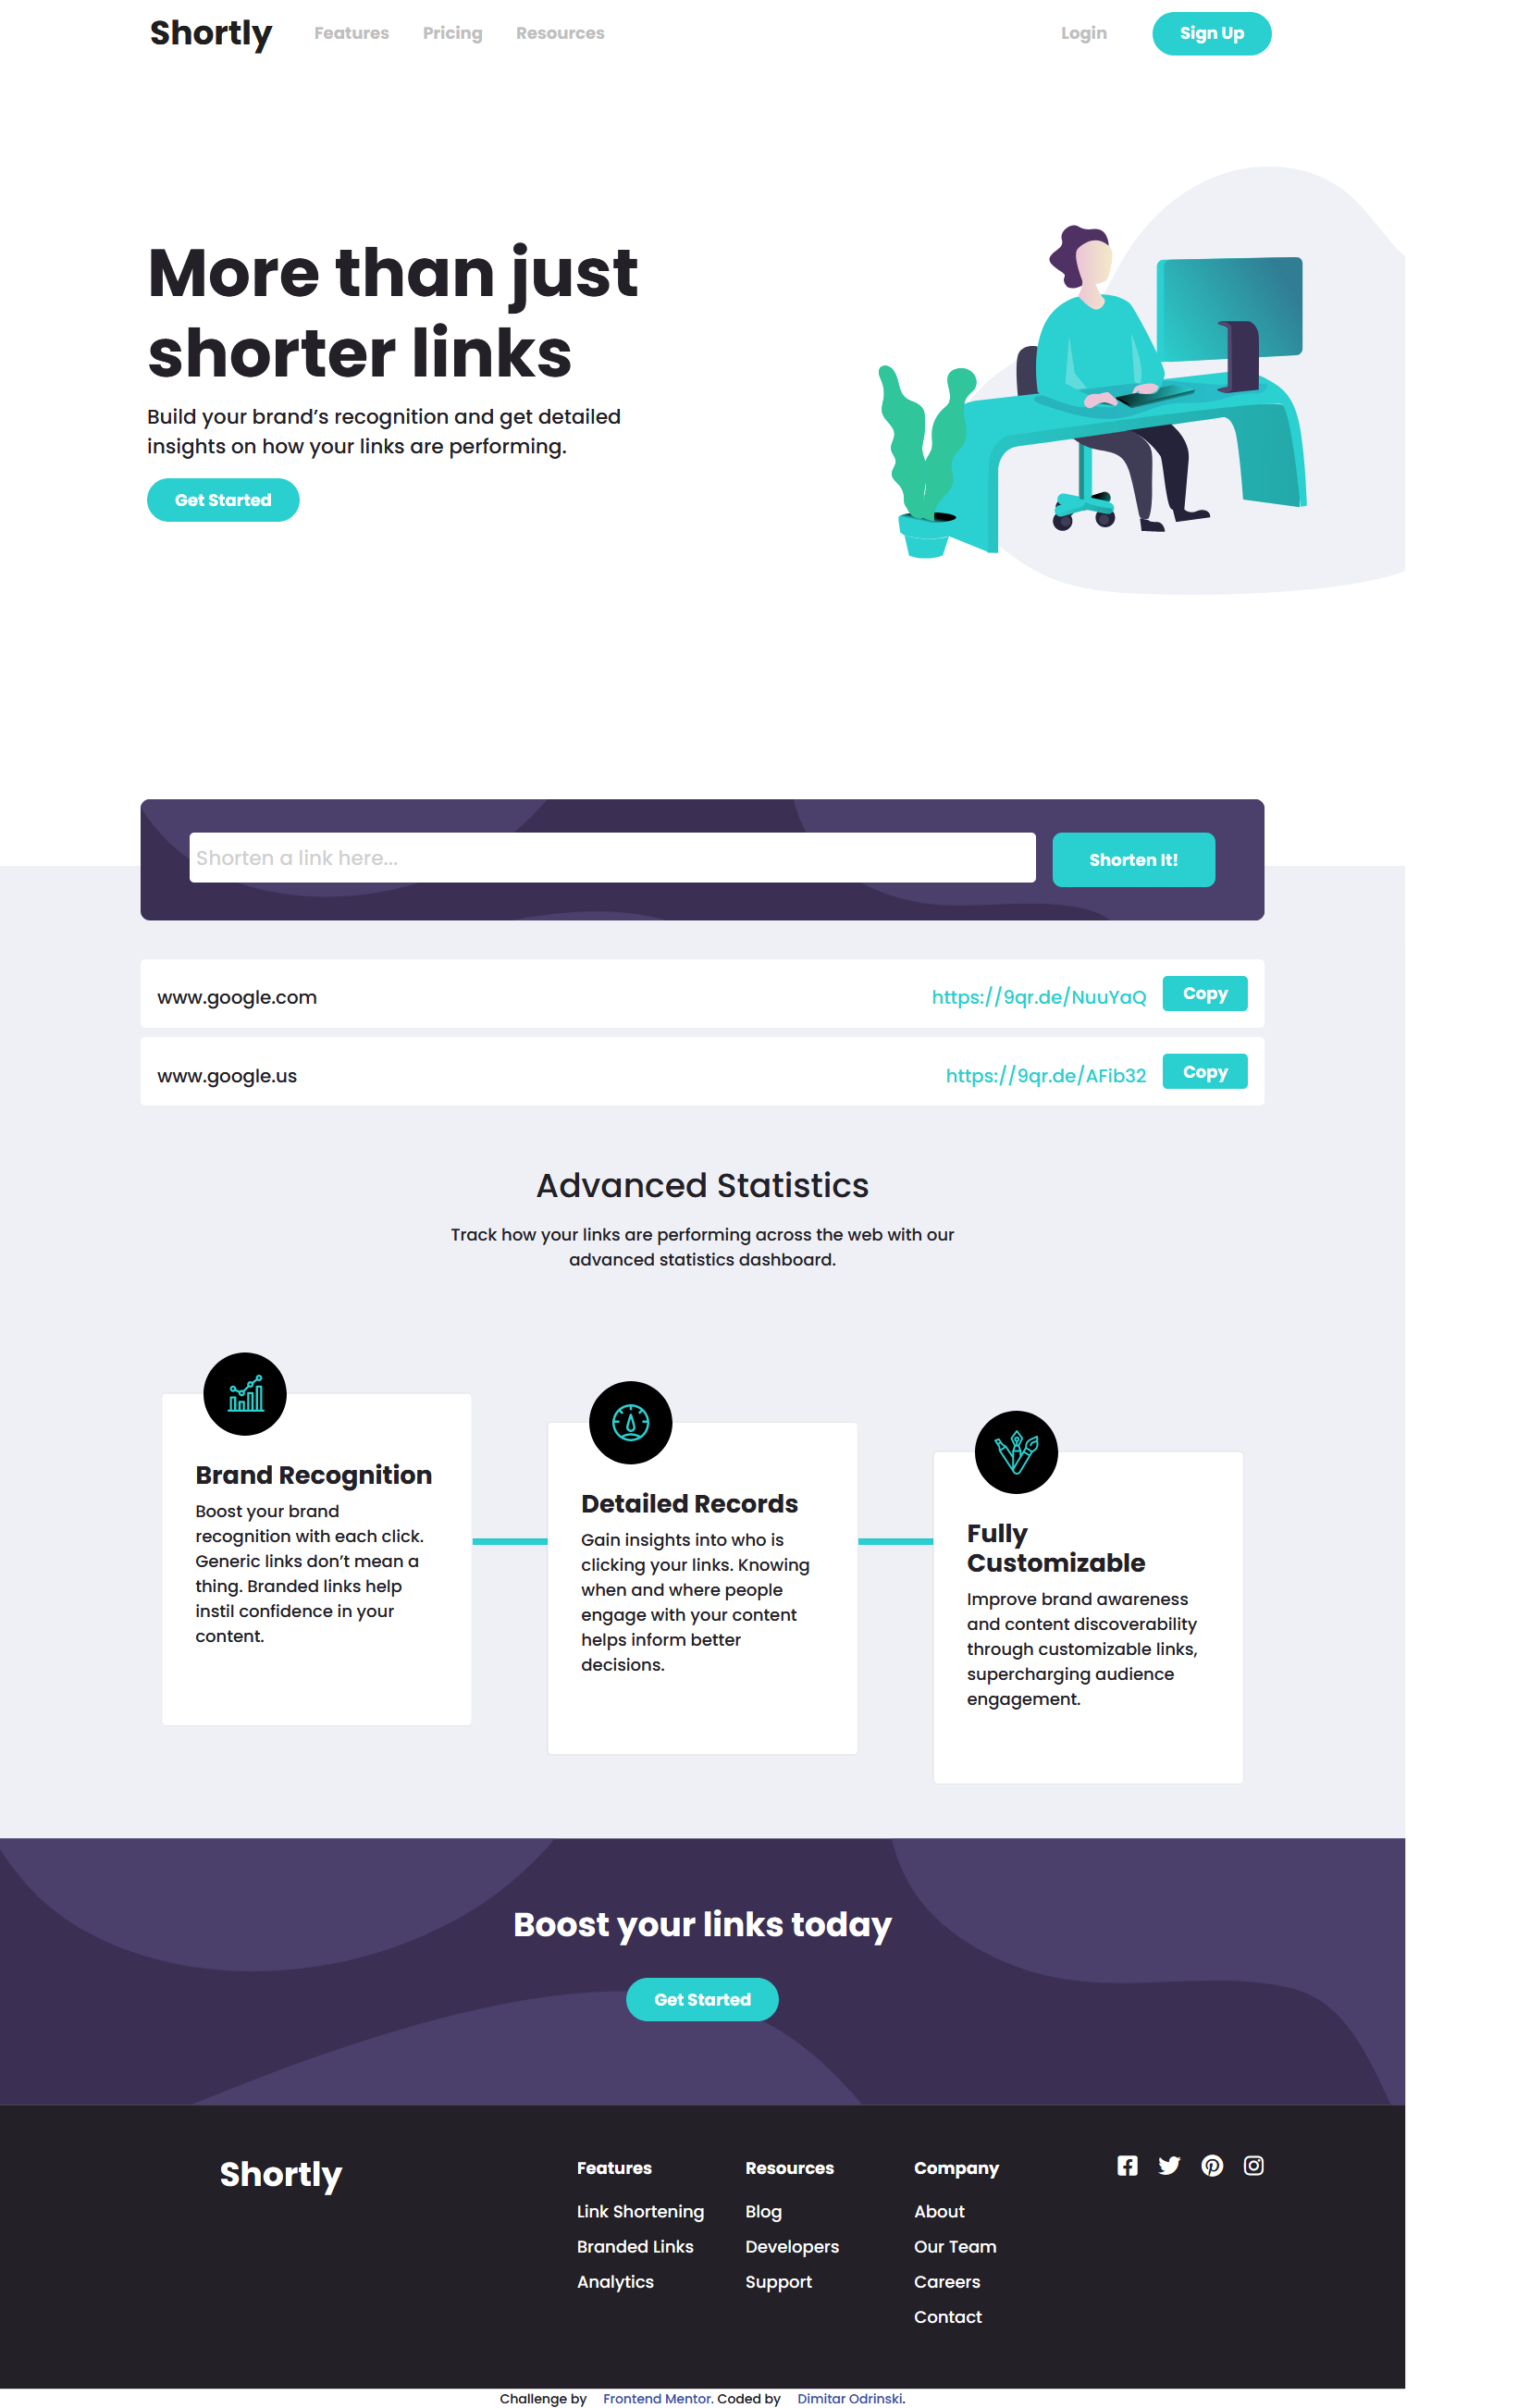 Shortly Features Pricing Resources Login Sign Up
More than just
shorter links
Build your brand’s recognition and get detailed
insights on how your links are performing.
Get Started
Shorten a link here...
Shorten It!
www.google.com https://9qr.de/NuuYaQ Copy
www.google.us https://9qr.de/AFib32 Copy
Advanced Statistics
Track how your links are performing across the web with our
advanced statistics dashboard.
Brand Recognition
Boost your brand
recognition with each click.
Generic links don’t mean a
thing. Branded links help
instil confidence in your
content.
Detailed Records
Gain insights into who is
clicking your links. Knowing
when and where people
engage with your content
helps inform better
decisions.
Fully
Customizable
Improve brand awareness
and content discoverability
through customizable links,
supercharging audience
engagement.
Boost your links today
Get Started
Shortly
Features
Link Shortening
Branded Links
Analytics
Resources
Blog
Developers
Support
Company
About
Our Team
Careers
Contact
Challenge by Frontend Mentor. Coded by Dimitar Odrinski.